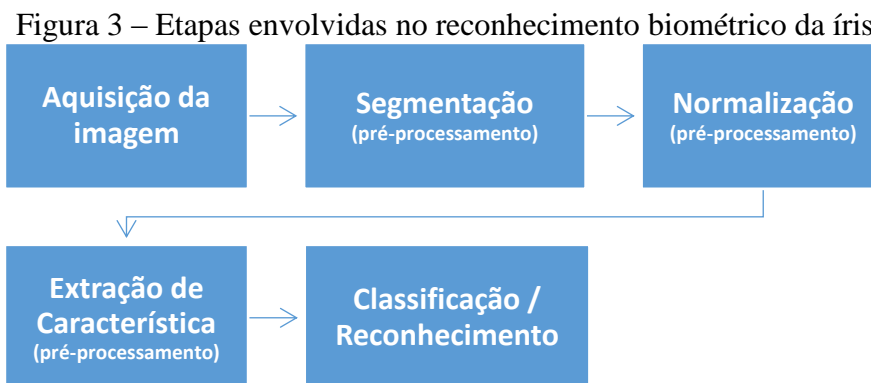 Figura 3 – Etapas envolvidas no reconhecimento biométrico da íris
Aquisição da
imagem
Segmentação
(pré-processamento)
Normalização
(pré-processamento)
Extração de
Característica
(pré-processamento)
Classificação /
Reconhecimento